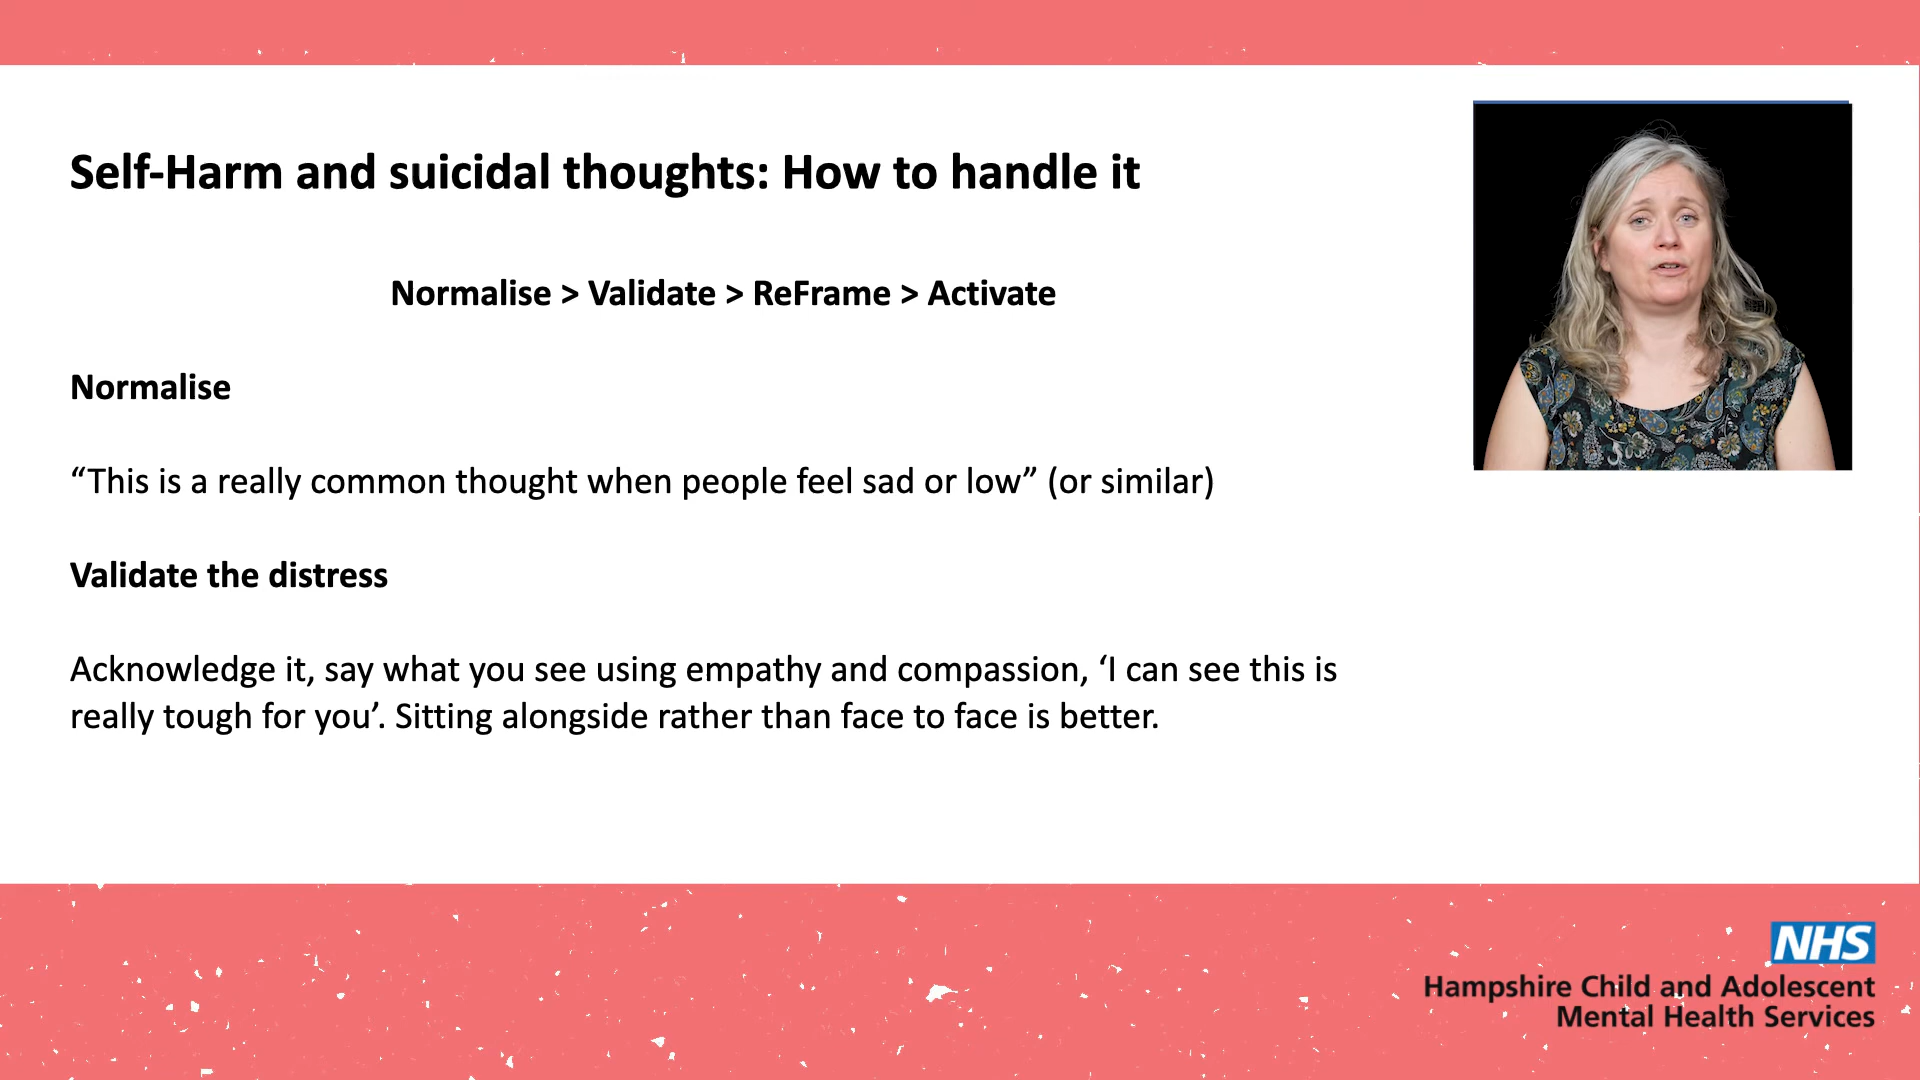 Self-Harm and suicidal thoughts: How to handle it
Normalise > Validate > ReFrame > Activate
Normalise
“This is a really common thought when people feel sad or low” (or similar)
Validate the distress
Acknowledge it, say what you see using empathy and compassion, ‘I can see this is
really tough for you’. Sitting alongside rather than face to face is better.
NHS
Hampshire Child and Adolescent
Mental Health Services